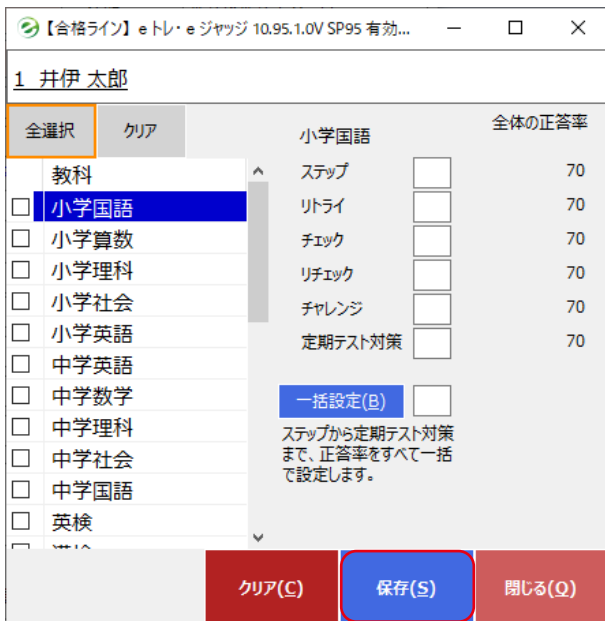 【合格ライン】eトレ・eジャッジ 10.95.1.0V SP95 有効...
1 井伊 太郎
全選択 クリア
小学国語 全体の正答率
教科
小学国語
小学算数
小学理科
小学社会
小学英語
中学英語
中学数学
中学理科
中学社会
中学国語
英検
ステップ 70
リトライ 70
チェック 70
リチェック 70
チャレンジ 70
定期テスト対策 70
一括設定(B)
ステップから定期テスト対策
まで、正答率をすべて一括
で設定します。
クリア(C) 保存(S) 閉じる(Q)